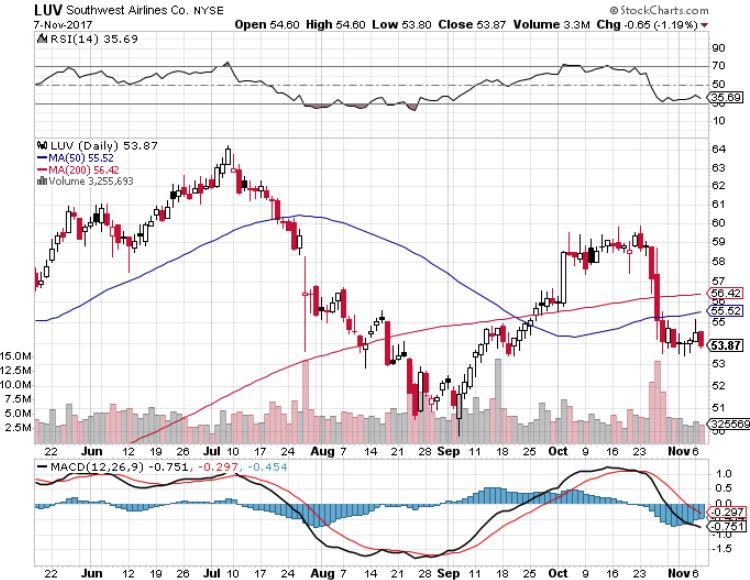 LUV Southwest Airlines Co. NYSE © StockCharts.com
7-Nov-2017 Open 54.60 High 54.60 Low 53.80 Close 53.87 Volume 3.3M Chg -0.65 (-1.19%)
RSI(14) 35.69
90
70
50
35.69
30
10
LUV (Daily) 53.87
MA(50) 55.52
MA(200) 56.42
Volume 3,255,693
64
63
62
61
60
59
58
57
56.42
55.52
55
53.87
53
52
51
15.0M
12.5M
10.0M
7.5M
5.0M
2.5M
3255693
22 Jun 12 19 26 Jul 10 17 24 Aug 7 14 21 28 Sep 11 18 25 Oct 9 16 23 Nov 6
MACD(12,26,9) -0.751, -0.297, -0.454
1.0
0.5
0.0
-0.297
-0.751
-1.0
-1.5
22 Jun 12 19 26 Jul 10 17 24 Aug 7 14 21 28 Sep 11 18 25 Oct 9 16 23 Nov 6